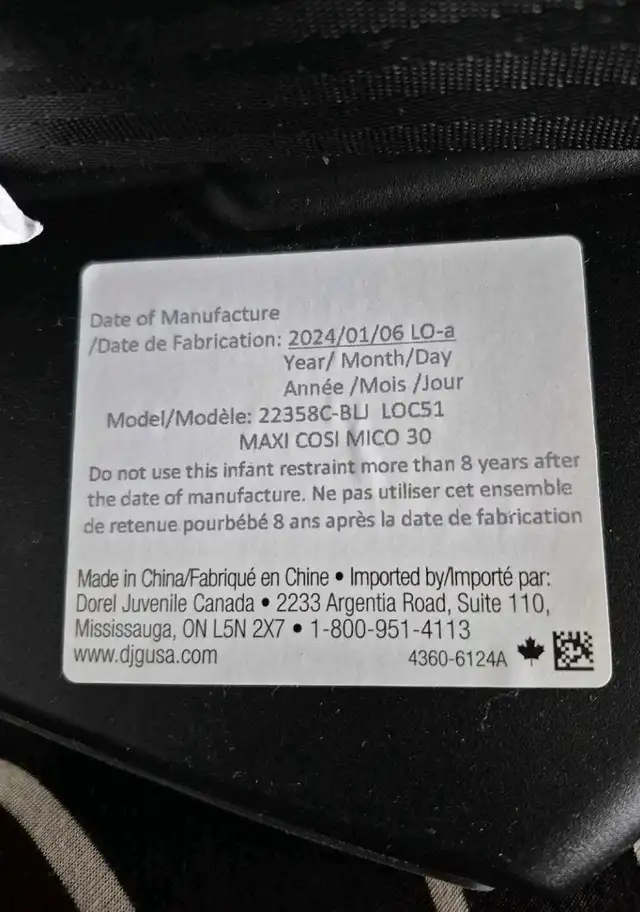 Date of Manufacture
/Date de Fabrication: 2024/01/06 LO-a
Year/ Month/Day
Année /Mois /Jour
Model/Modèle: 22358C-BLJ LOC51
MAXI COSI MICO 30
Do not use this infant restraint more than 8 years after
the date of manufacture. Ne pas utiliser cet ensemble
de retenue pourbébé 8 ans après la date de fabrication
Made in China/Fabriqué en Chine • Imported by/Importé par:
Dorel Juvenile Canada • 2233 Argentia Road, Suite 110,
Mississauga, ON L5N 2X7 • 1-800-951-4113
www.djgusa.com
4360-6124A